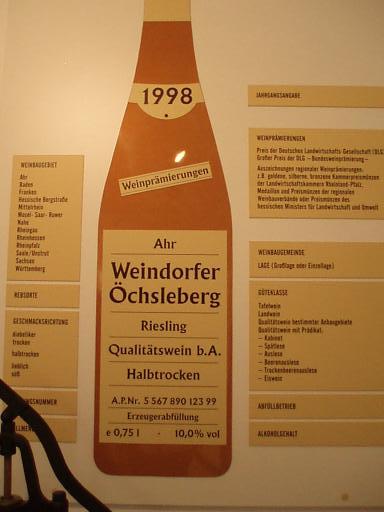 WEINBAUGEBIET
Ahr
Baden
Franken
Hessische Bergstraße
Mittelrhein
Mosel- Saar- Ruwer
Nahe
Rheingau
Rheinhessen
Rheinpfalz
Saale/Unstrut
Sachsen
Württemberg
REBSORTE
GESCHMACKSRICHTUNG
diabetiker
trocken
halbtrocken
lieblich
süß
NGSNUMMER
1998
Weinprämierungen
Ahr
Weindorfer
Öchsleberg
Riesling
Qualitätswein b.A.
Halbtrocken
A.P.Nr. 5 567 890 123 99
Erzeugerabfüllung
e 0,75 l · 10,0% vol
JAHRGANGSANGABE
WEINPRÄMIERUNGEN
Preis der Deutschen Landwirtschafts-Gesellschaft (DLG)
Großer Preis der DLG – Bundesweinprämierung –
Auszeichnungen regionaler Weinprämierungen:
z.B. goldene, silberne, bronzene Kammerpreismünzen
der Landwirtschaftskammern Rheinland-Pfalz,
Medaillen und Preismünzen der regionalen
Weinbauverbände oder Preismünzen des
hessischen Ministers für Landwirtschaft und Umwelt
WEINBAUGEMEINDE
LAGE (Großlage oder Einzellage)
GÜTEKLASSE
Tafelwein
Landwein
Qualitätswein bestimmter Anbaugebiete
Qualitätswein mit Prädikat:
– Kabinett
– Spätlese
– Auslese
– Beerenauslese
– Trockenbeerenauslese
– Eiswein
ABFÜLLBETRIEB
ALKOHOLGEHALT